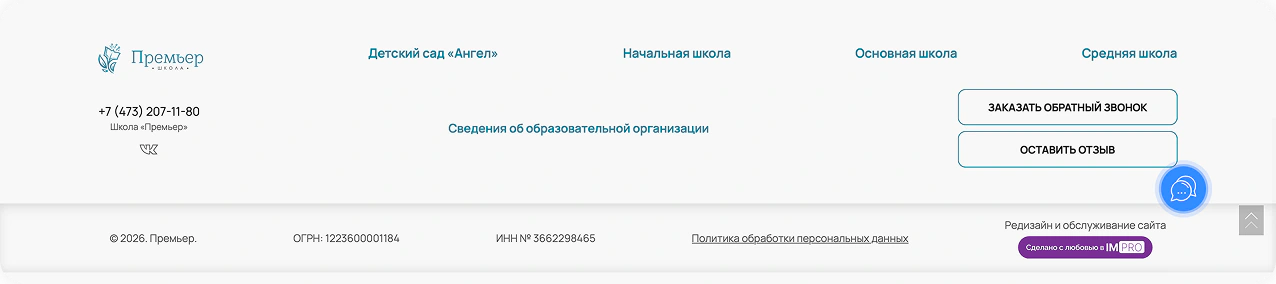 Премьер
• ШКОЛА •
Детский сад «Ангел»
Начальная школа
Основная школа
Средняя школа
+7 (473) 207-11-80
Школа «Премьер»
Сведения об образовательной организации
ЗАКАЗАТЬ ОБРАТНЫЙ ЗВОНОК
ОСТАВИТЬ ОТЗЫВ
© 2026. Премьер.
ОГРН: 1223600001184
ИНН № 3662298465
Политика обработки персональных данных
Редизайн и обслуживание сайта
Сделано с любовью в IMPRO